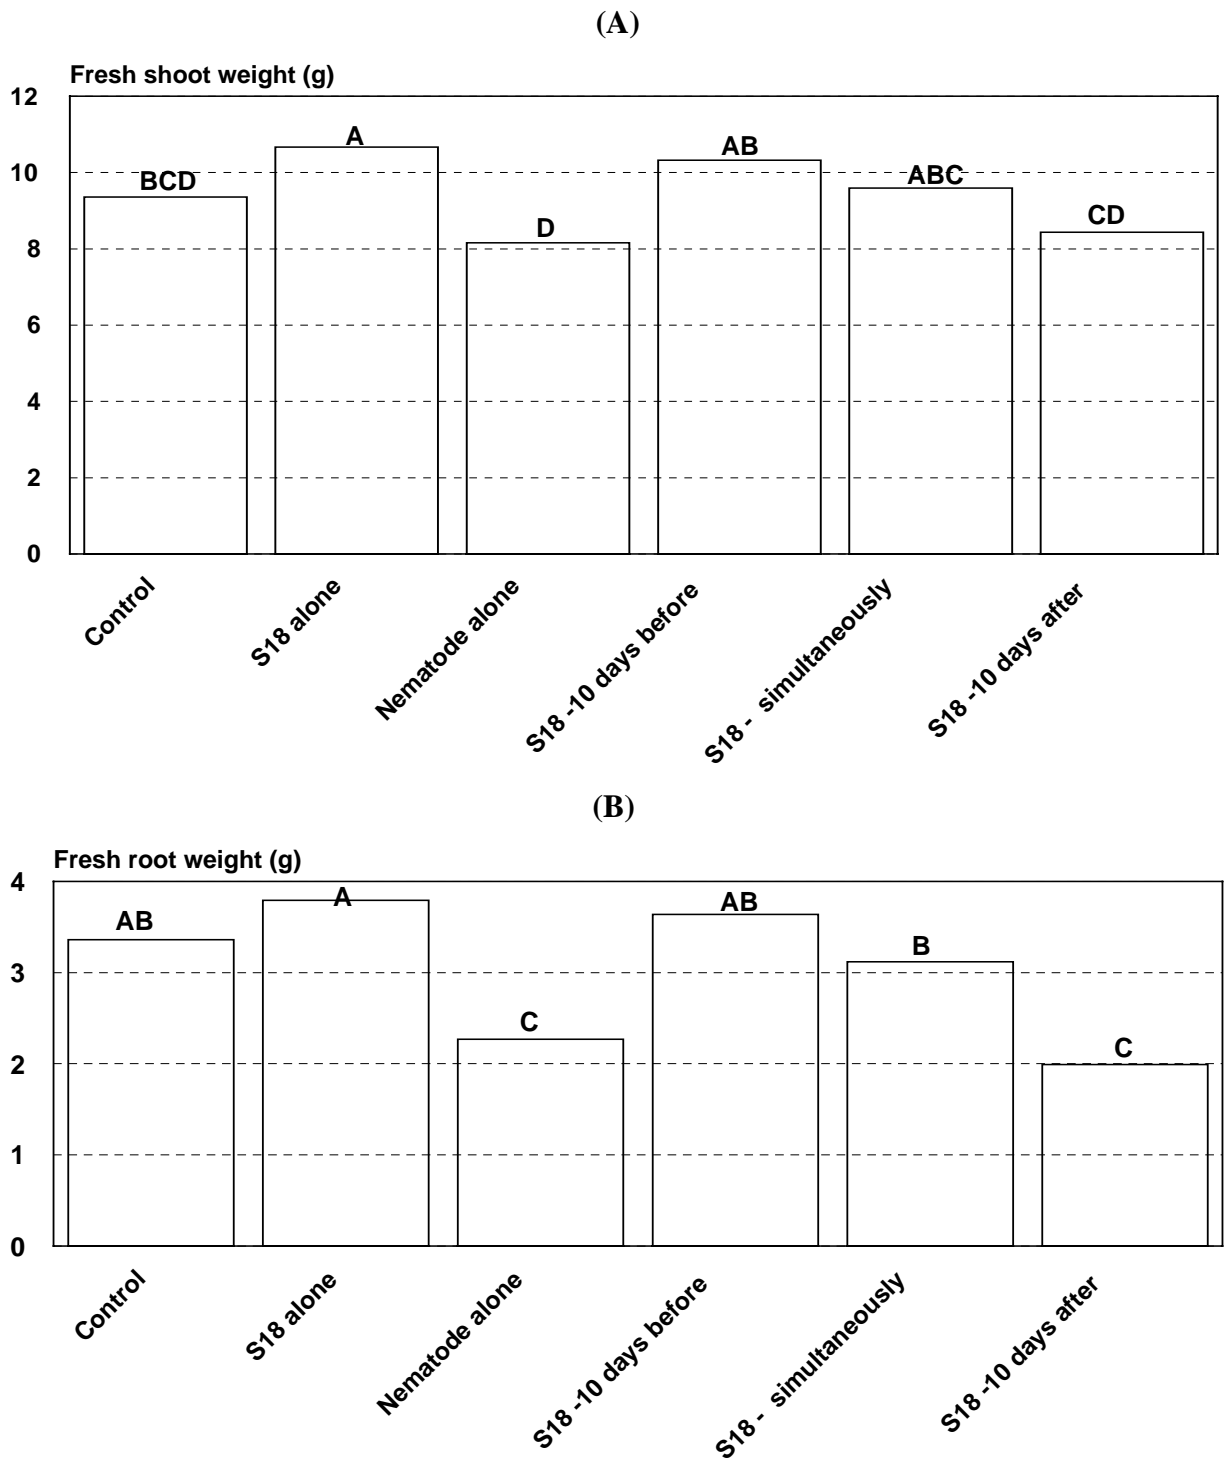 (A)
Fresh shoot weight (g)
12
10
8
6
4
2
0
BCD
A
D
AB
ABC
CD
Control
S18 alone
Nematode alone
S18 -10 days before
S18 -  simultaneously
S18 -10 days after
(B)
Fresh root weight (g)
4
3
2
1
0
AB
A
C
AB
B
C
Control
S18 alone
Nematode alone
S18 -10 days before
S18 -  simultaneously
S18 -10 days after